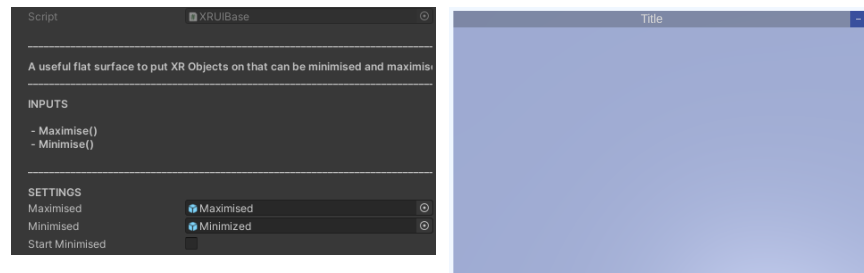 Script XRUIBase
A useful flat surface to put XR Objects on that can be minimised and maximise
INPUTS
- Maximise()
- Minimise()
SETTINGS
Maximised Maximised
Minimised Minimized
Start Minimised
Title
-